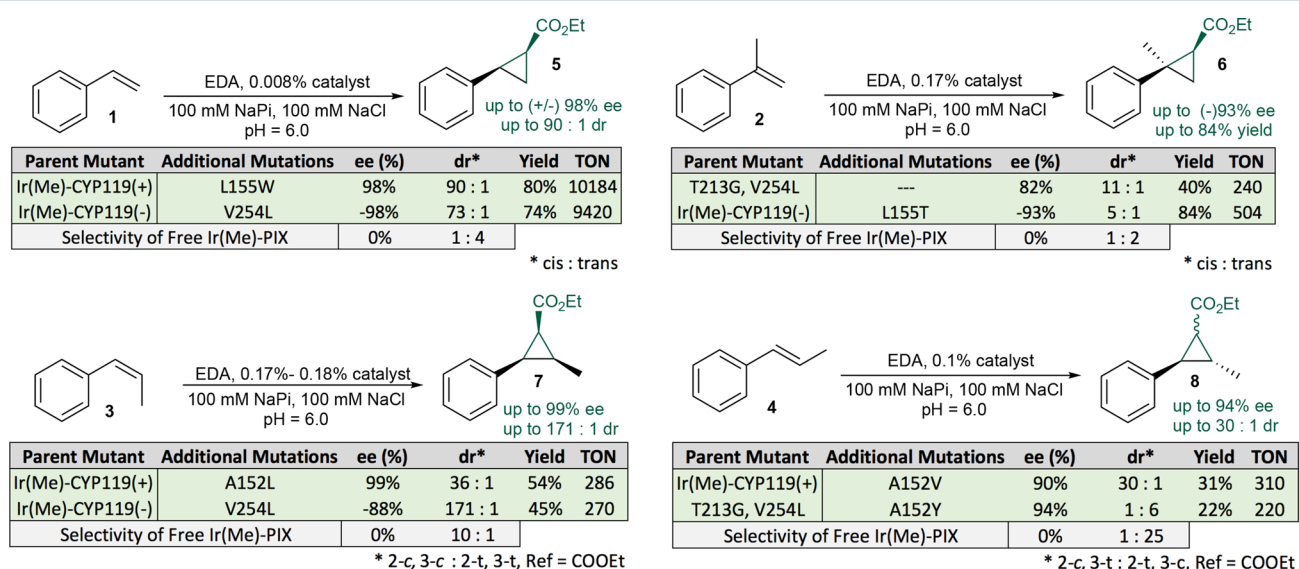 CO₂Et
5
EDA, 0.008% catalyst
100 mM NaPi, 100 mM NaCl
pH = 6.0
1
up to (+/-) 98% ee
up to 90 : 1 dr
Parent Mutant Additional Mutations ee (%) dr* Yield TON
Ir(Me)-CYP119(+) L155W 98% 90 : 1 80% 10184
Ir(Me)-CYP119(-) V254L -98% 73 : 1 74% 9420
Selectivity of Free Ir(Me)-PIX 0% 1 : 4
* cis : trans
CO₂Et
6
EDA, 0.17% catalyst
100 mM NaPi, 100 mM NaCl
pH = 6.0
2
up to (-)93% ee
up to 84% yield
Parent Mutant Additional Mutations ee (%) dr* Yield TON
T213G, V254L --- 82% 11 : 1 40% 240
Ir(Me)-CYP119(-) L155T -93% 5 : 1 84% 504
Selectivity of Free Ir(Me)-PIX 0% 1 : 2
* cis : trans
CO₂Et
7
EDA, 0.17%- 0.18% catalyst
100 mM NaPi, 100 mM NaCl
pH = 6.0
3
up to 99% ee
up to 171 : 1 dr
Parent Mutant Additional Mutations ee (%) dr* Yield TON
Ir(Me)-CYP119(+) A152L 99% 36 : 1 54% 286
Ir(Me)-CYP119(-) V254L -88% 171 : 1 45% 270
Selectivity of Free Ir(Me)-PIX 0% 10 : 1
* 2-c, 3-c : 2-t, 3-t, Ref = COOEt
CO₂Et
8
EDA, 0.1% catalyst
100 mM NaPi, 100 mM NaCl
pH = 6.0
4
up to 94% ee
up to 30 : 1 dr
Parent Mutant Additional Mutations ee (%) dr* Yield TON
Ir(Me)-CYP119(+) A152V 90% 30 : 1 31% 310
T213G, V254L A152Y 94% 1 : 6 22% 220
Selectivity of Free Ir(Me)-PIX 0% 1 : 25
* 2-c, 3-t : 2-t, 3-c, Ref = COOEt